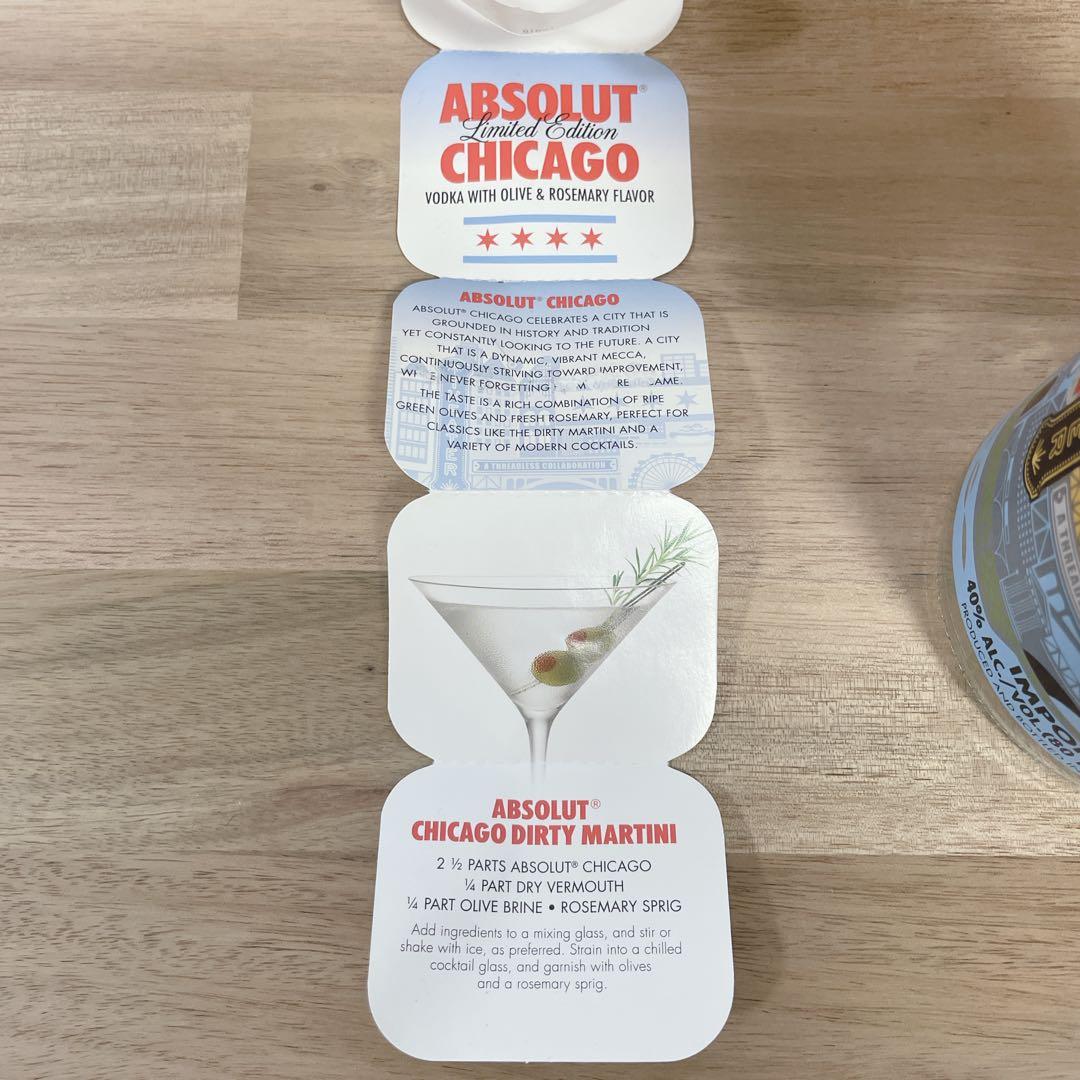 ABSOLUT®
Limited Edition
CHICAGO
VODKA WITH OLIVE & ROSEMARY FLAVOR
ABSOLUT® CHICAGO
ABSOLUT® CHICAGO CELEBRATES A CITY THAT IS
GROUNDED IN HISTORY AND TRADITION
YET CONSTANTLY LOOKING TO THE FUTURE. A CITY
THAT IS A DYNAMIC, VIBRANT MECCA,
CONTINUOUSLY STRIVING TOWARD IMPROVEMENT,
NEVER FORGETTING
THE TASTE IS A RICH COMBINATION OF RIPE
GREEN OLIVES AND FRESH ROSEMARY, PERFECT FOR
CLASSICS LIKE THE DIRTY MARTINI AND A
VARIETY OF MODERN COCKTAILS.
A THREADLESS COLLABORATION
ABSOLUT®
CHICAGO DIRTY MARTINI
2 ½ PARTS ABSOLUT® CHICAGO
¼ PART DRY VERMOUTH
¼ PART OLIVE BRINE • ROSEMARY SPRIG
Add ingredients to a mixing glass, and stir or
shake with ice, as preferred. Strain into a chilled
cocktail glass, and garnish with olives
and a rosemary sprig.
40% ALC./VOL. (80
PRODUCED AND BOTTLED